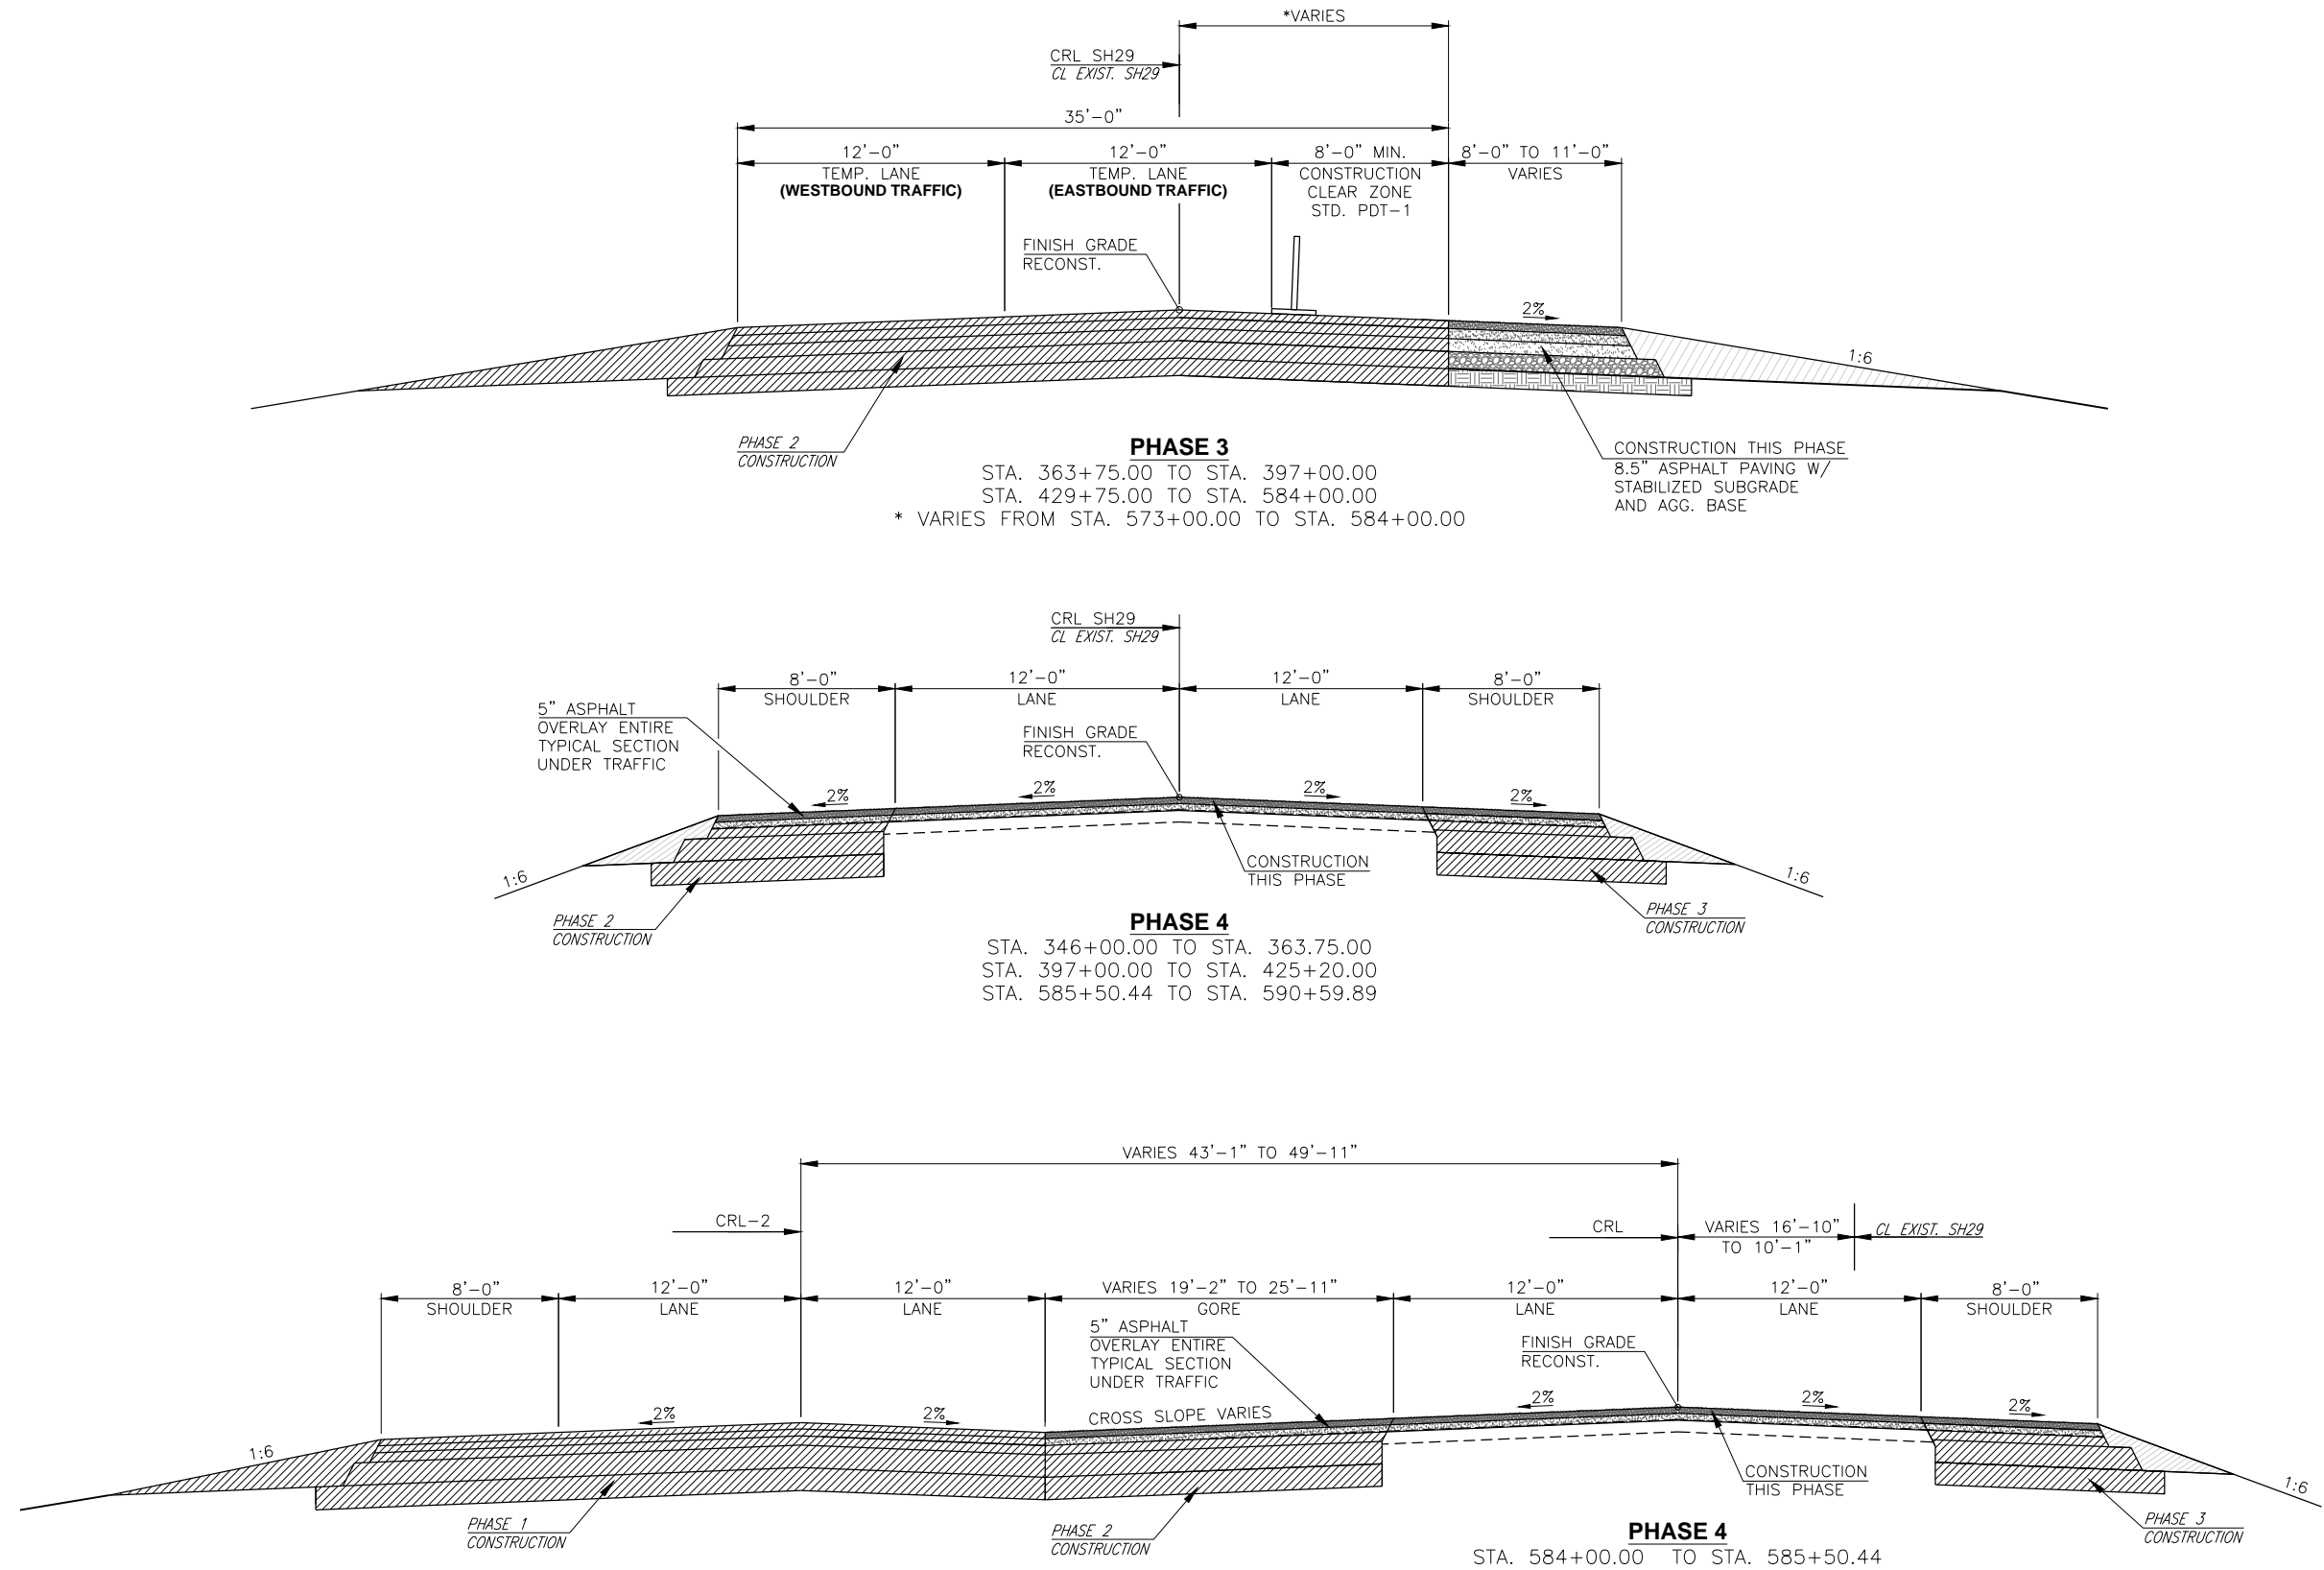 *VARIES
CRL SH29
CL EXIST. SH29
35'-0"
12'-0"
TEMP. LANE
(WESTBOUND TRAFFIC)
12'-0"
TEMP. LANE
(EASTBOUND TRAFFIC)
8'-0" MIN.
CONSTRUCTION
CLEAR ZONE
STD. PDT-1
8'-0" TO 11'-0"
VARIES
FINISH GRADE
RECONST.
2%
1:6
PHASE 2
CONSTRUCTION
CONSTRUCTION THIS PHASE
8.5" ASPHALT PAVING W/
STABILIZED SUBGRADE
AND AGG. BASE
PHASE 3
STA. 363+75.00 TO STA. 397+00.00
STA. 429+75.00 TO STA. 584+00.00
* VARIES FROM STA. 573+00.00 TO STA. 584+00.00
CRL SH29
CL EXIST. SH29
8'-0"
SHOULDER
12'-0"
LANE
12'-0"
LANE
8'-0"
SHOULDER
5" ASPHALT
OVERLAY ENTIRE
TYPICAL SECTION
UNDER TRAFFIC
FINISH GRADE
RECONST.
2%
2%
2%
2%
1:6
1:6
CONSTRUCTION
THIS PHASE
PHASE 2
CONSTRUCTION
PHASE 3
CONSTRUCTION
PHASE 4
STA. 346+00.00 TO STA. 363.75.00
STA. 397+00.00 TO STA. 425+20.00
STA. 585+50.44 TO STA. 590+59.89
VARIES 43'-1" TO 49'-11"
CRL-2
CRL
VARIES 16'-10"
TO 10'-1"
CL EXIST. SH29
8'-0"
SHOULDER
12'-0"
LANE
12'-0"
LANE
VARIES 19'-2" TO 25'-11"
GORE
12'-0"
LANE
12'-0"
LANE
8'-0"
SHOULDER
5" ASPHALT
OVERLAY ENTIRE
TYPICAL SECTION
UNDER TRAFFIC
FINISH GRADE
RECONST.
CROSS SLOPE VARIES
2%
2%
2%
2%
2%
1:6
1:6
CONSTRUCTION
THIS PHASE
PHASE 1
CONSTRUCTION
PHASE 2
CONSTRUCTION
PHASE 3
CONSTRUCTION
PHASE 4
STA. 584+00.00 TO STA. 585+50.44